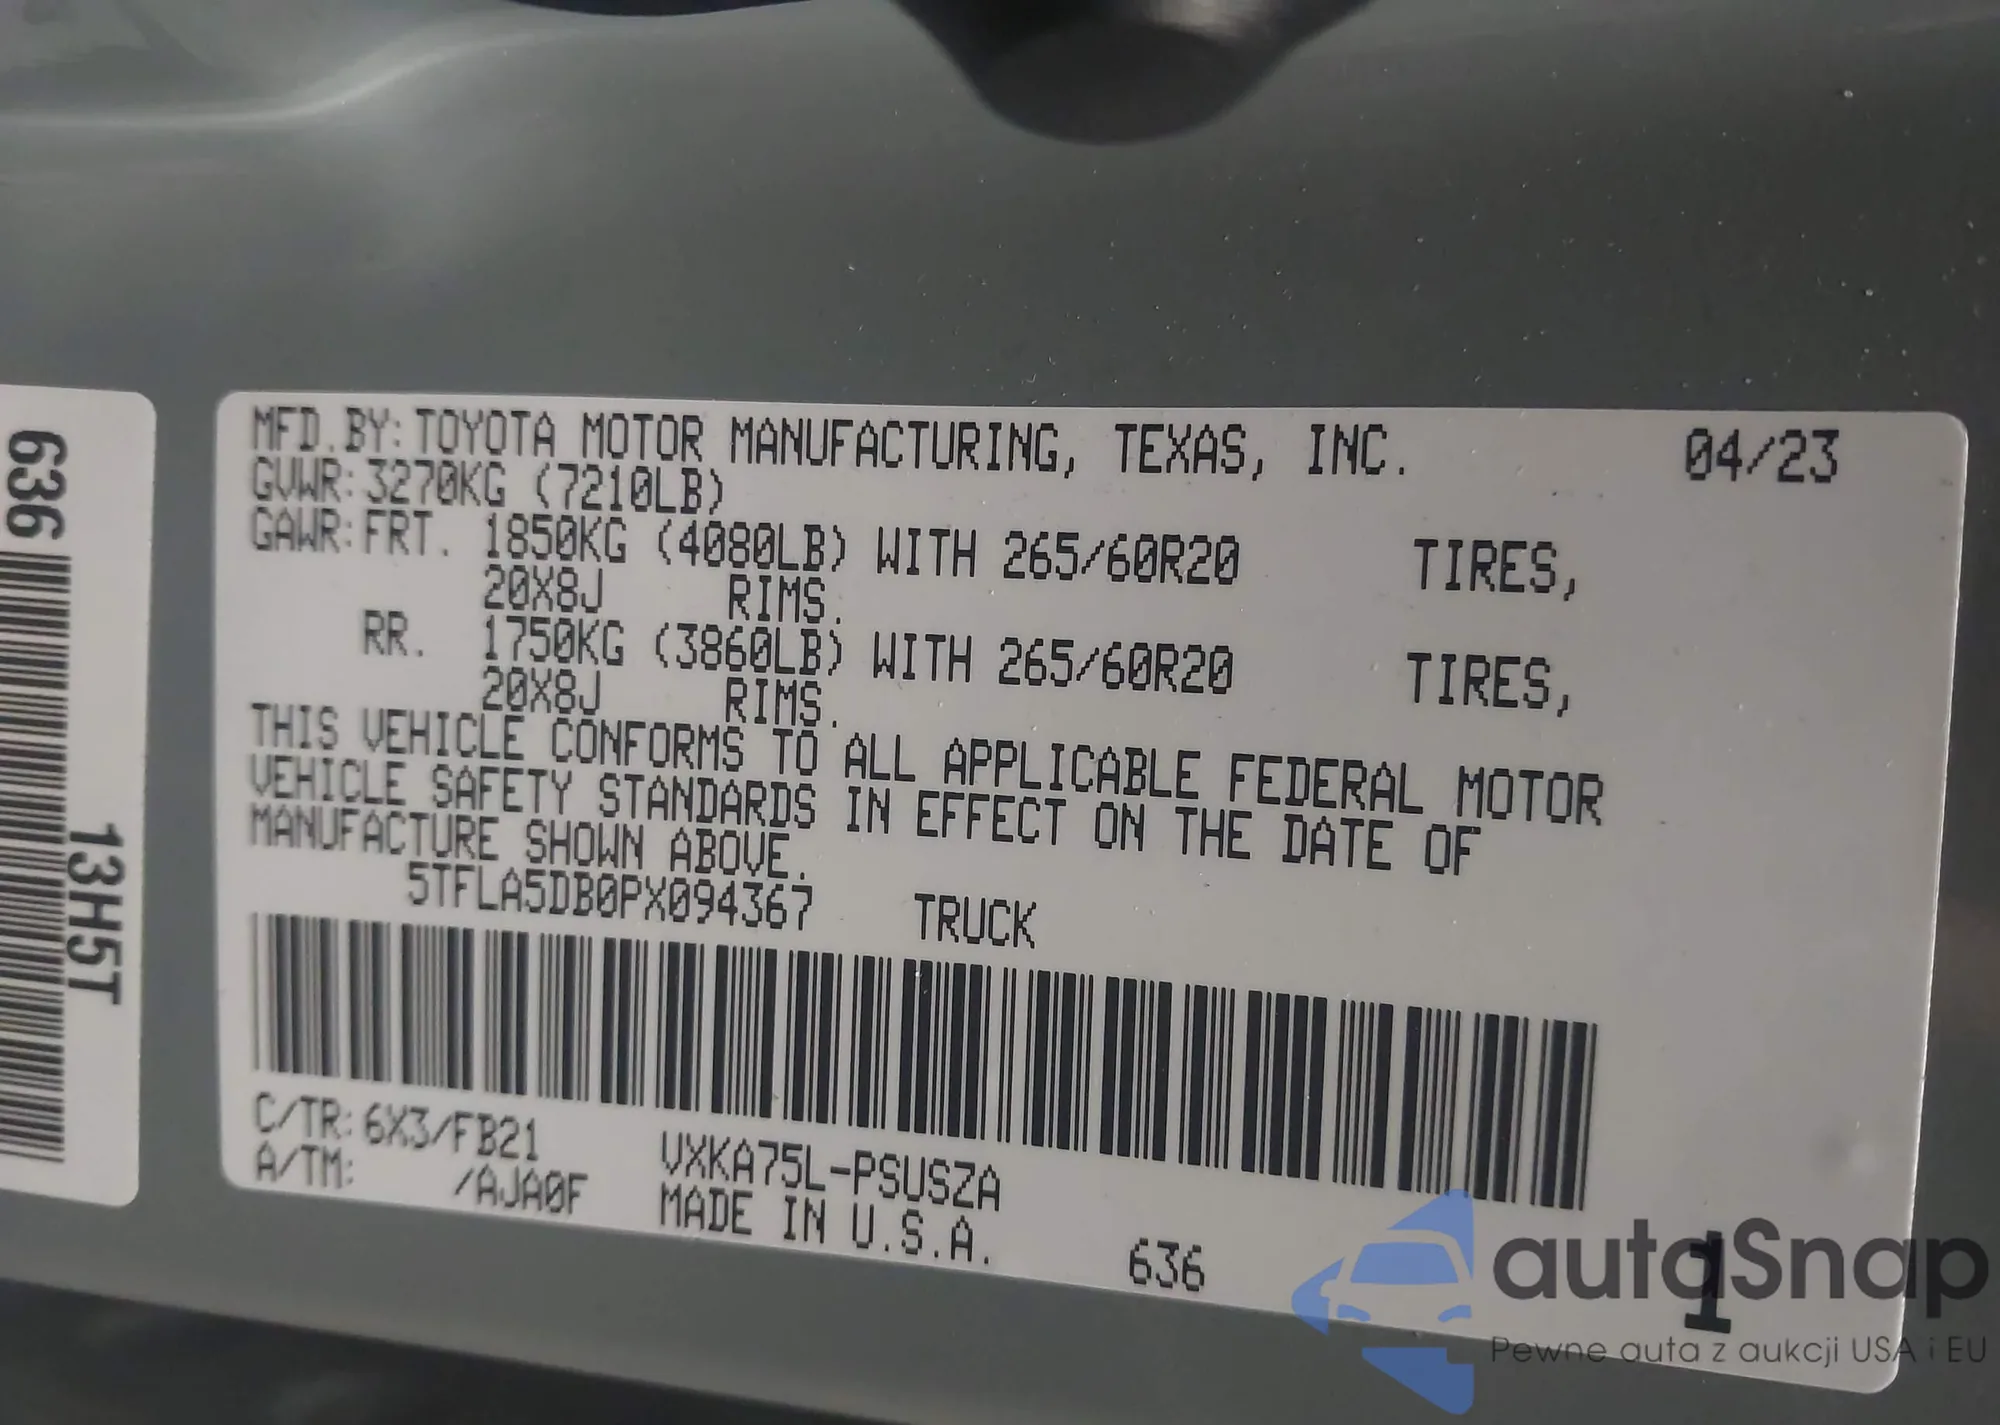 636
13H5T
MFD.BY: TOYOTA MOTOR MANUFACTURING, TEXAS, INC. 04/23
GVWR: 3270KG (7210LB)
GAWR: FRT. 1850KG (4080LB) WITH 265/60R20 TIRES,
20X8J RIMS.
RR. 1750KG (3860LB) WITH 265/60R20 TIRES,
20X8J RIMS.
THIS VEHICLE CONFORMS TO ALL APPLICABLE FEDERAL MOTOR
VEHICLE SAFETY STANDARDS IN EFFECT ON THE DATE OF
MANUFACTURE SHOWN ABOVE.
5TFLA5DB0PX094367 TRUCK
C/TR: 6X3/FB21 VXKA75L-PSUSZA
A/TM: /AJA0F MADE IN U.S.A.
636 1
autoSnap
Pewne auta z aukcji USA i EU